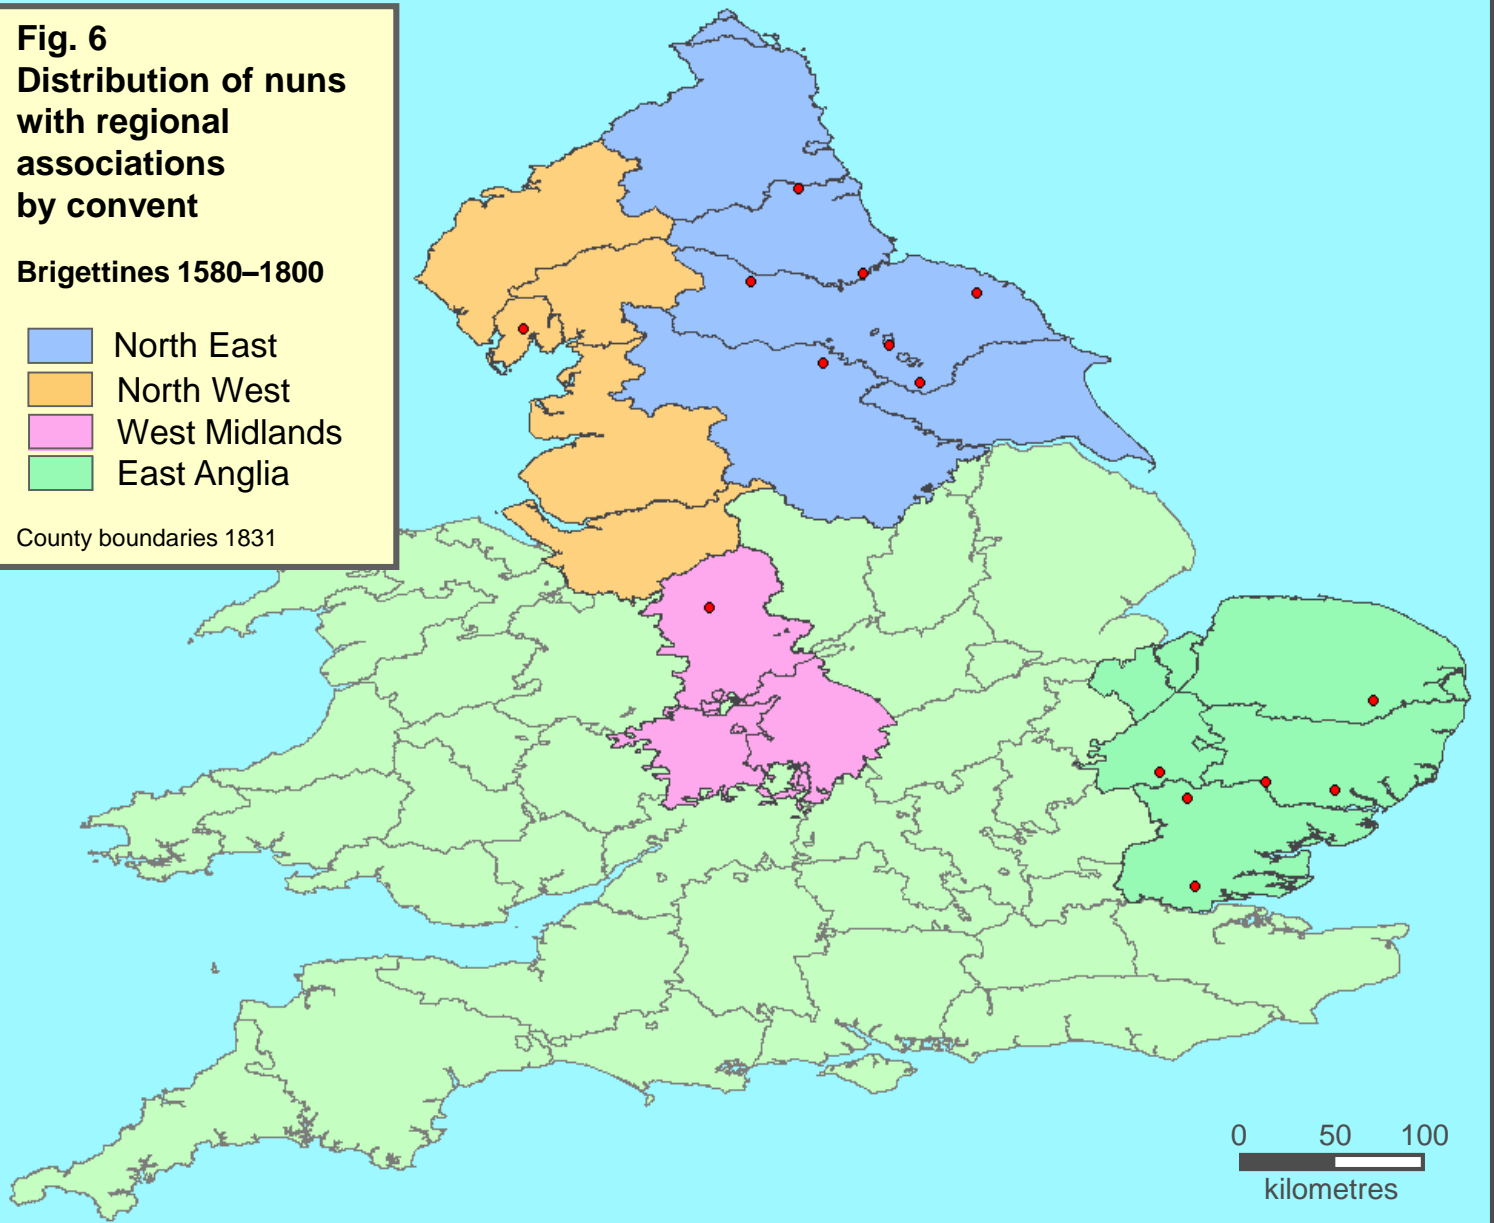 Fig. 6
Distribution of nuns
with regional
associations
by convent
Brigettines 1580–1800
North East
North West
West Midlands
East Anglia
County boundaries 1831
0 50 100
kilometres